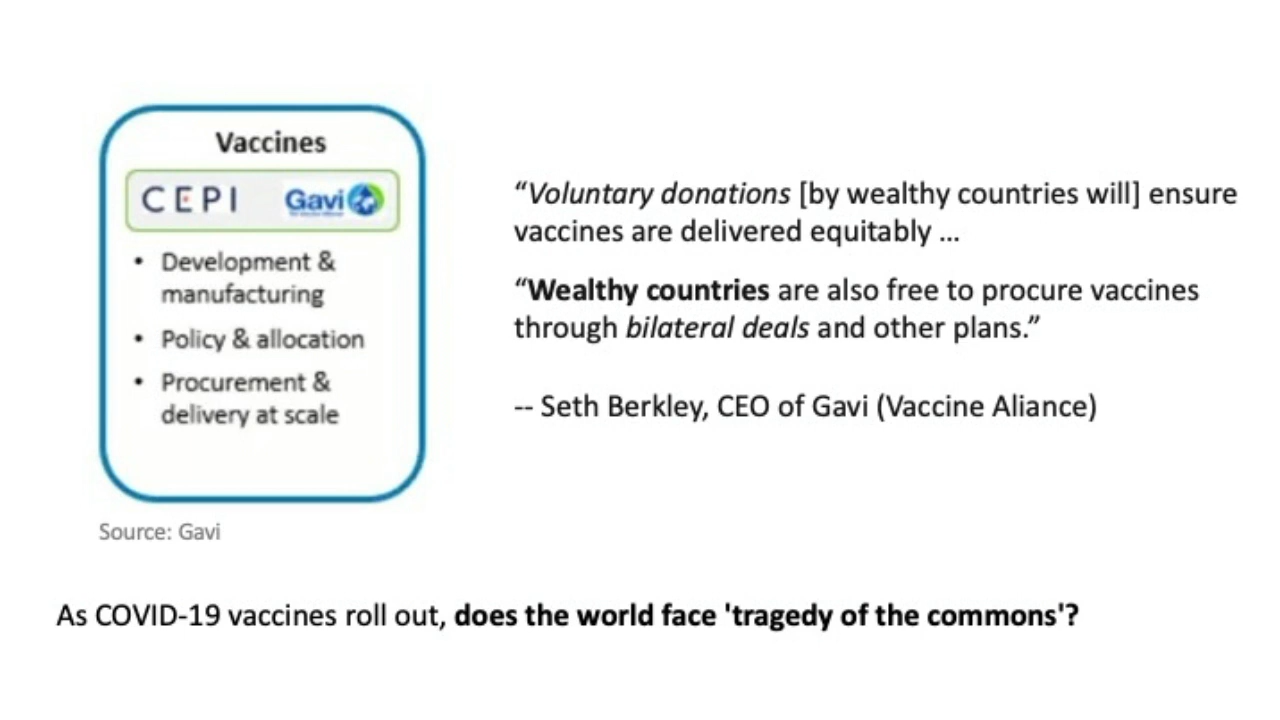 Vaccines
CEPI Gavi
• Development &
manufacturing
• Policy & allocation
• Procurement &
delivery at scale
Source: Gavi
“Voluntary donations [by wealthy countries will] ensure
vaccines are delivered equitably …
“Wealthy countries are also free to procure vaccines
through bilateral deals and other plans.”
-- Seth Berkley, CEO of Gavi (Vaccine Aliance)
As COVID-19 vaccines roll out, does the world face 'tragedy of the commons'?